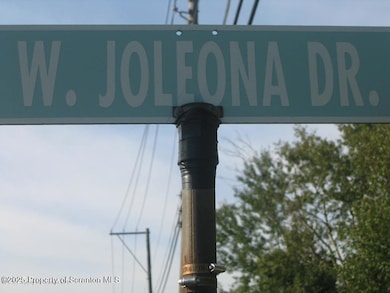 W. JOLEONA DR.
©2025 Property of Scranton MLS